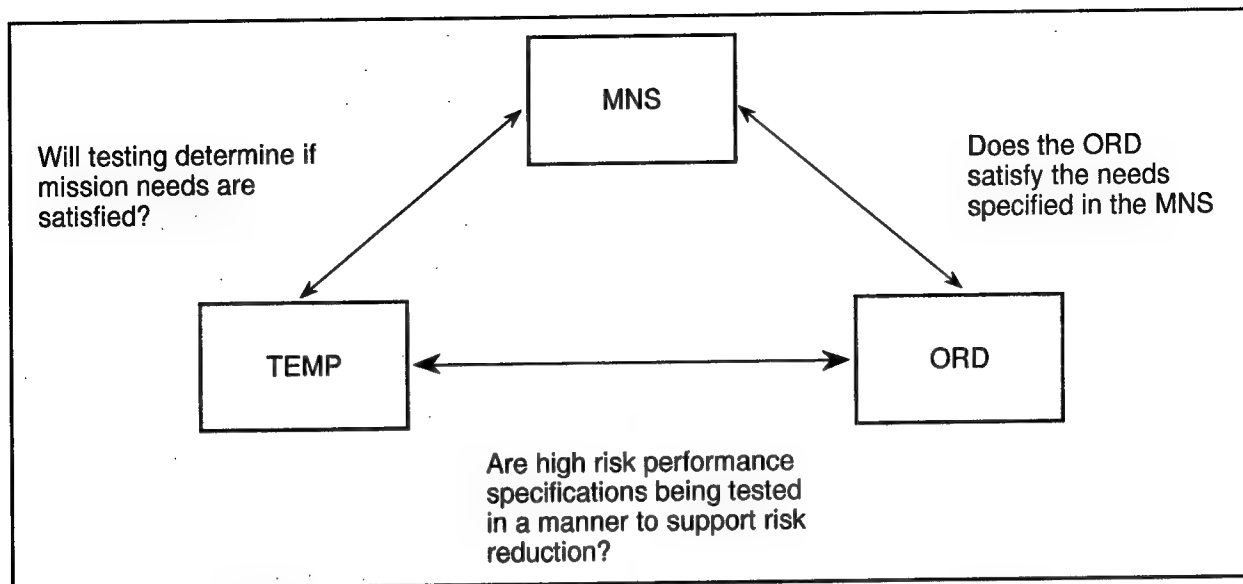 MNS
Will testing determine if
mission needs are
satisfied?
Does the ORD
satisfy the needs
specified in the MNS
TEMP
ORD
Are high risk performance
specifications being tested
in a manner to support risk
reduction?